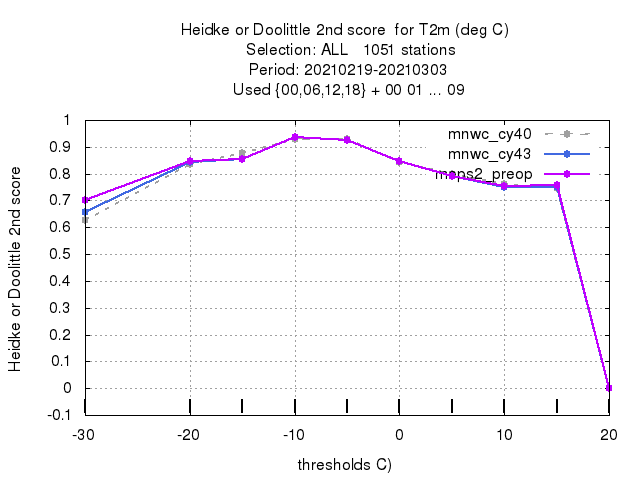 Heidke or Doolittle 2nd score  for T2m (deg C)
Selection: ALL   1051 stations
Period: 20210219-20210303
Used {00,06,12,18} + 00 01 ... 09
mnwc_cy40
mnwc_cy43
meps2_preop
Heidke or Doolittle 2nd score
1
0.9
0.8
0.7
0.6
0.5
0.4
0.3
0.2
0.1
0
-0.1
-30
-20
-10
0
10
20
thresholds C)